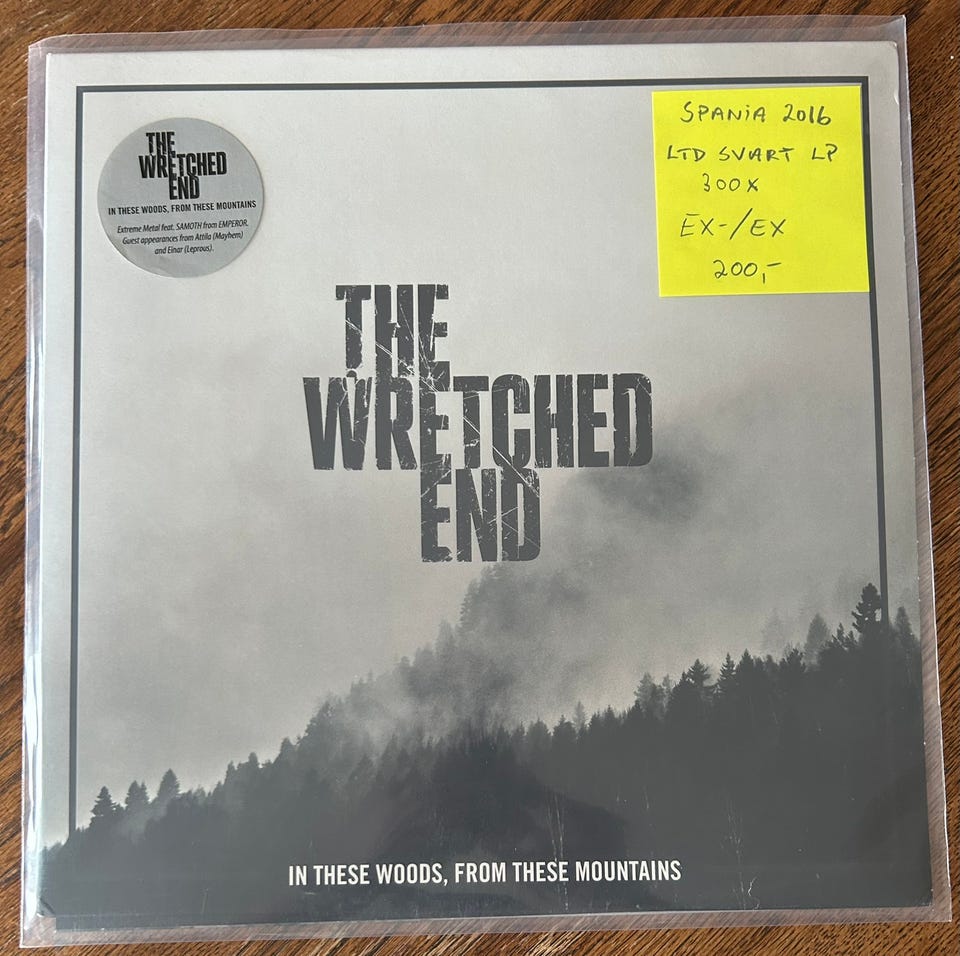 THE
WRETCHED
END
IN THESE WOODS, FROM THESE MOUNTAINS
Extreme Metal feat. SAMOTH from EMPEROR.
Guest appearances from Attila (Mayhem)
and Einar (Leprous).
SPANiA 2016
LTD SVART LP
300X
EX-/EX
200,-
THE
WRETCHED
END
IN THESE WOODS, FROM THESE MOUNTAINS